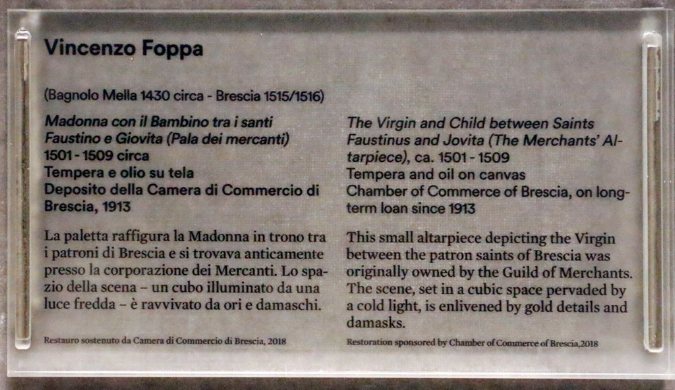 Vincenzo Foppa
(Bagnolo Mella 1430 circa - Brescia 1515/1516)
Madonna con il Bambino tra i santi
Faustino e Giovita (Pala dei mercanti)
1501 - 1509 circa
Tempera e olio su tela
Deposito della Camera di Commercio di
Brescia, 1913
La paletta raffigura la Madonna in trono tra
i patroni di Brescia e si trovava anticamente
presso la corporazione dei Mercanti. Lo spa-
zio della scena – un cubo illuminato da una
luce fredda – è ravvivato da ori e damaschi.
Restauro sostenuto da Camera di Commercio di Brescia, 2018
The Virgin and Child between Saints
Faustinus and Jovita (The Merchants' Al-
tarpiece), ca. 1501 - 1509
Tempera and oil on canvas
Chamber of Commerce of Brescia, on long-
term loan since 1913
This small altarpiece depicting the Virgin
between the patron saints of Brescia was
originally owned by the Guild of Merchants.
The scene, set in a cubic space pervaded by
a cold light, is enlivened by gold details and
damasks.
Restoration sponsored by Chamber of Commerce of Brescia,2018